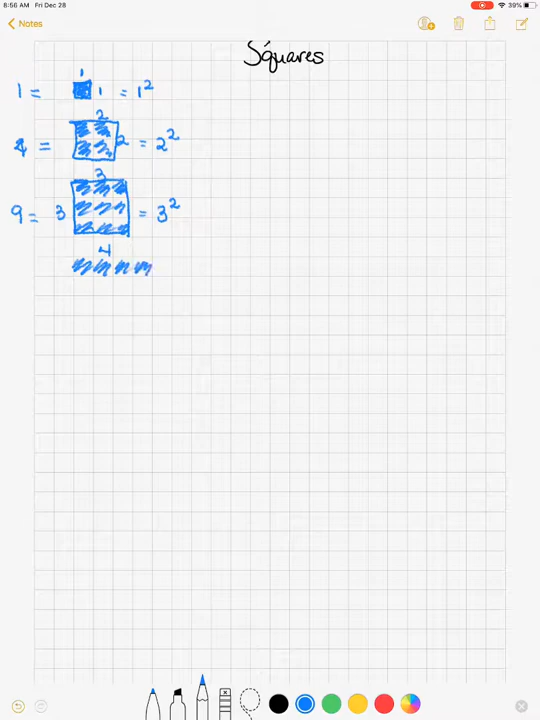 8:56 AM Fri Dec 28
39%
Notes
Squares
1
1 = 1 = 1²
2
4 = 2 = 2²
3
9 = 3 = 3²
4